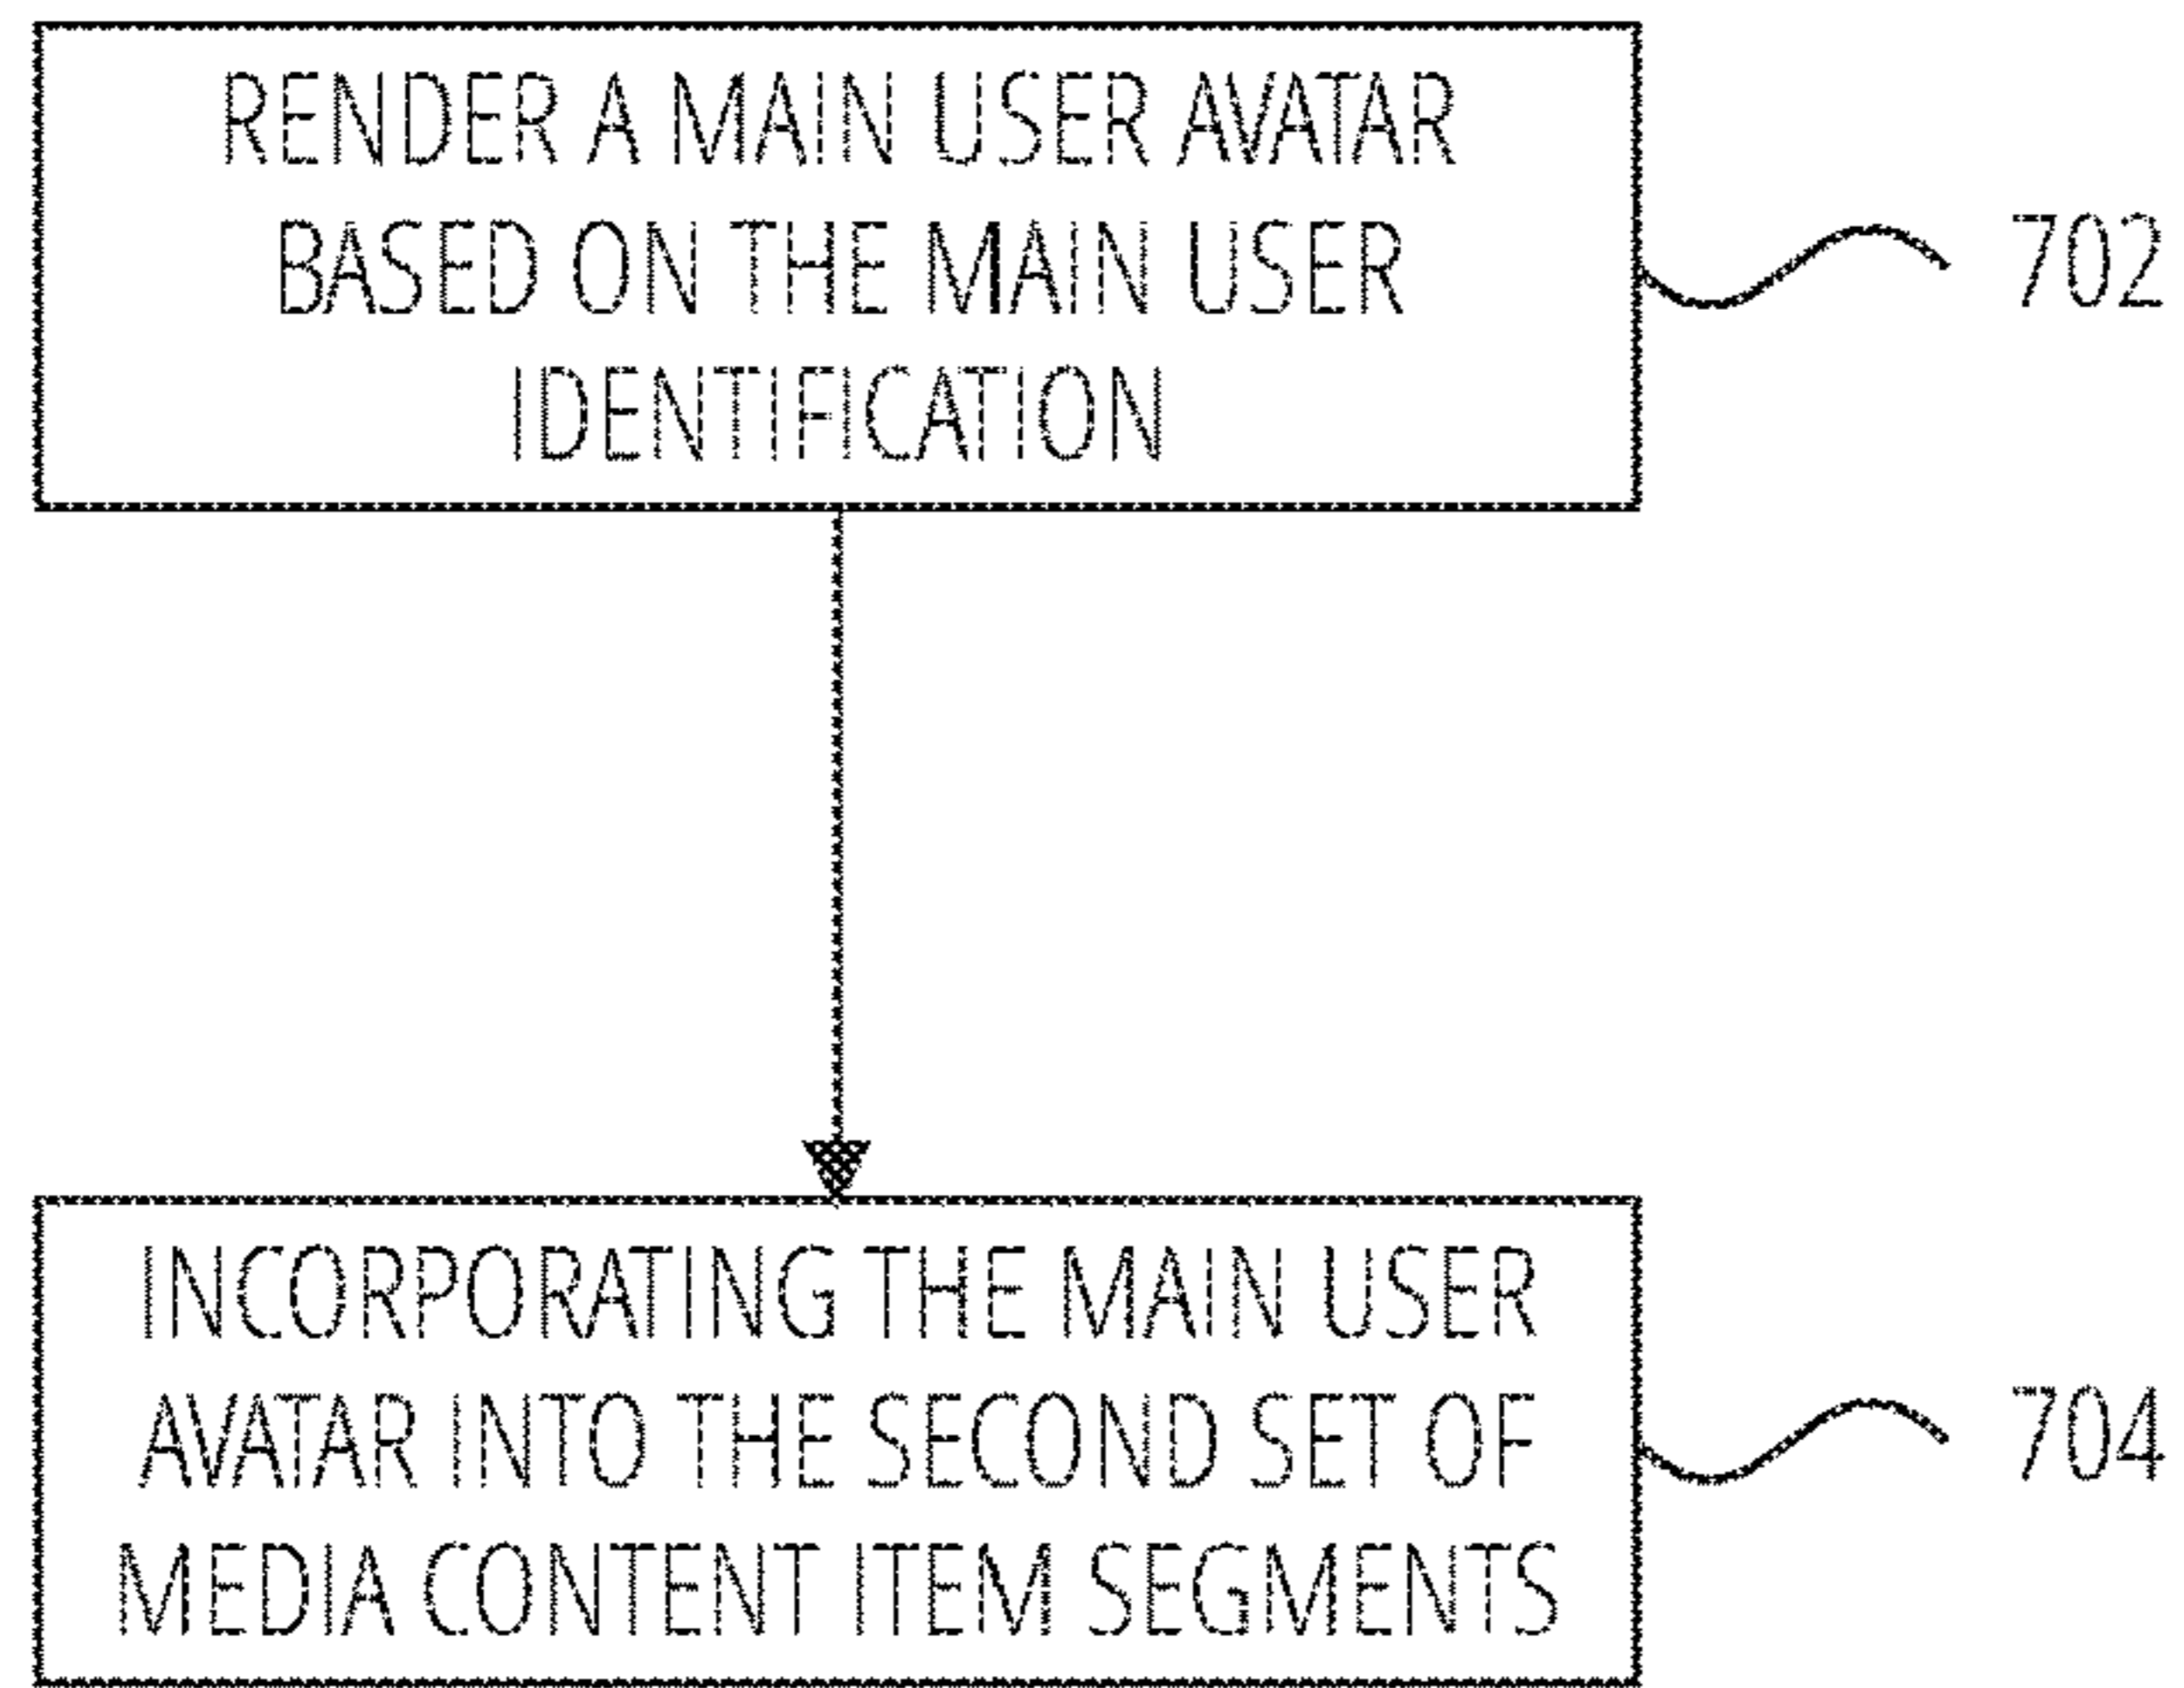 RENDER A MAIN USER AVATAR
BASED ON THE MAIN USER
IDENTIFICATION
702
INCORPORATING THE MAIN USER
AVATAR INTO THE SECOND SET OF
MEDIA CONTENT ITEM SEGMENTS
704